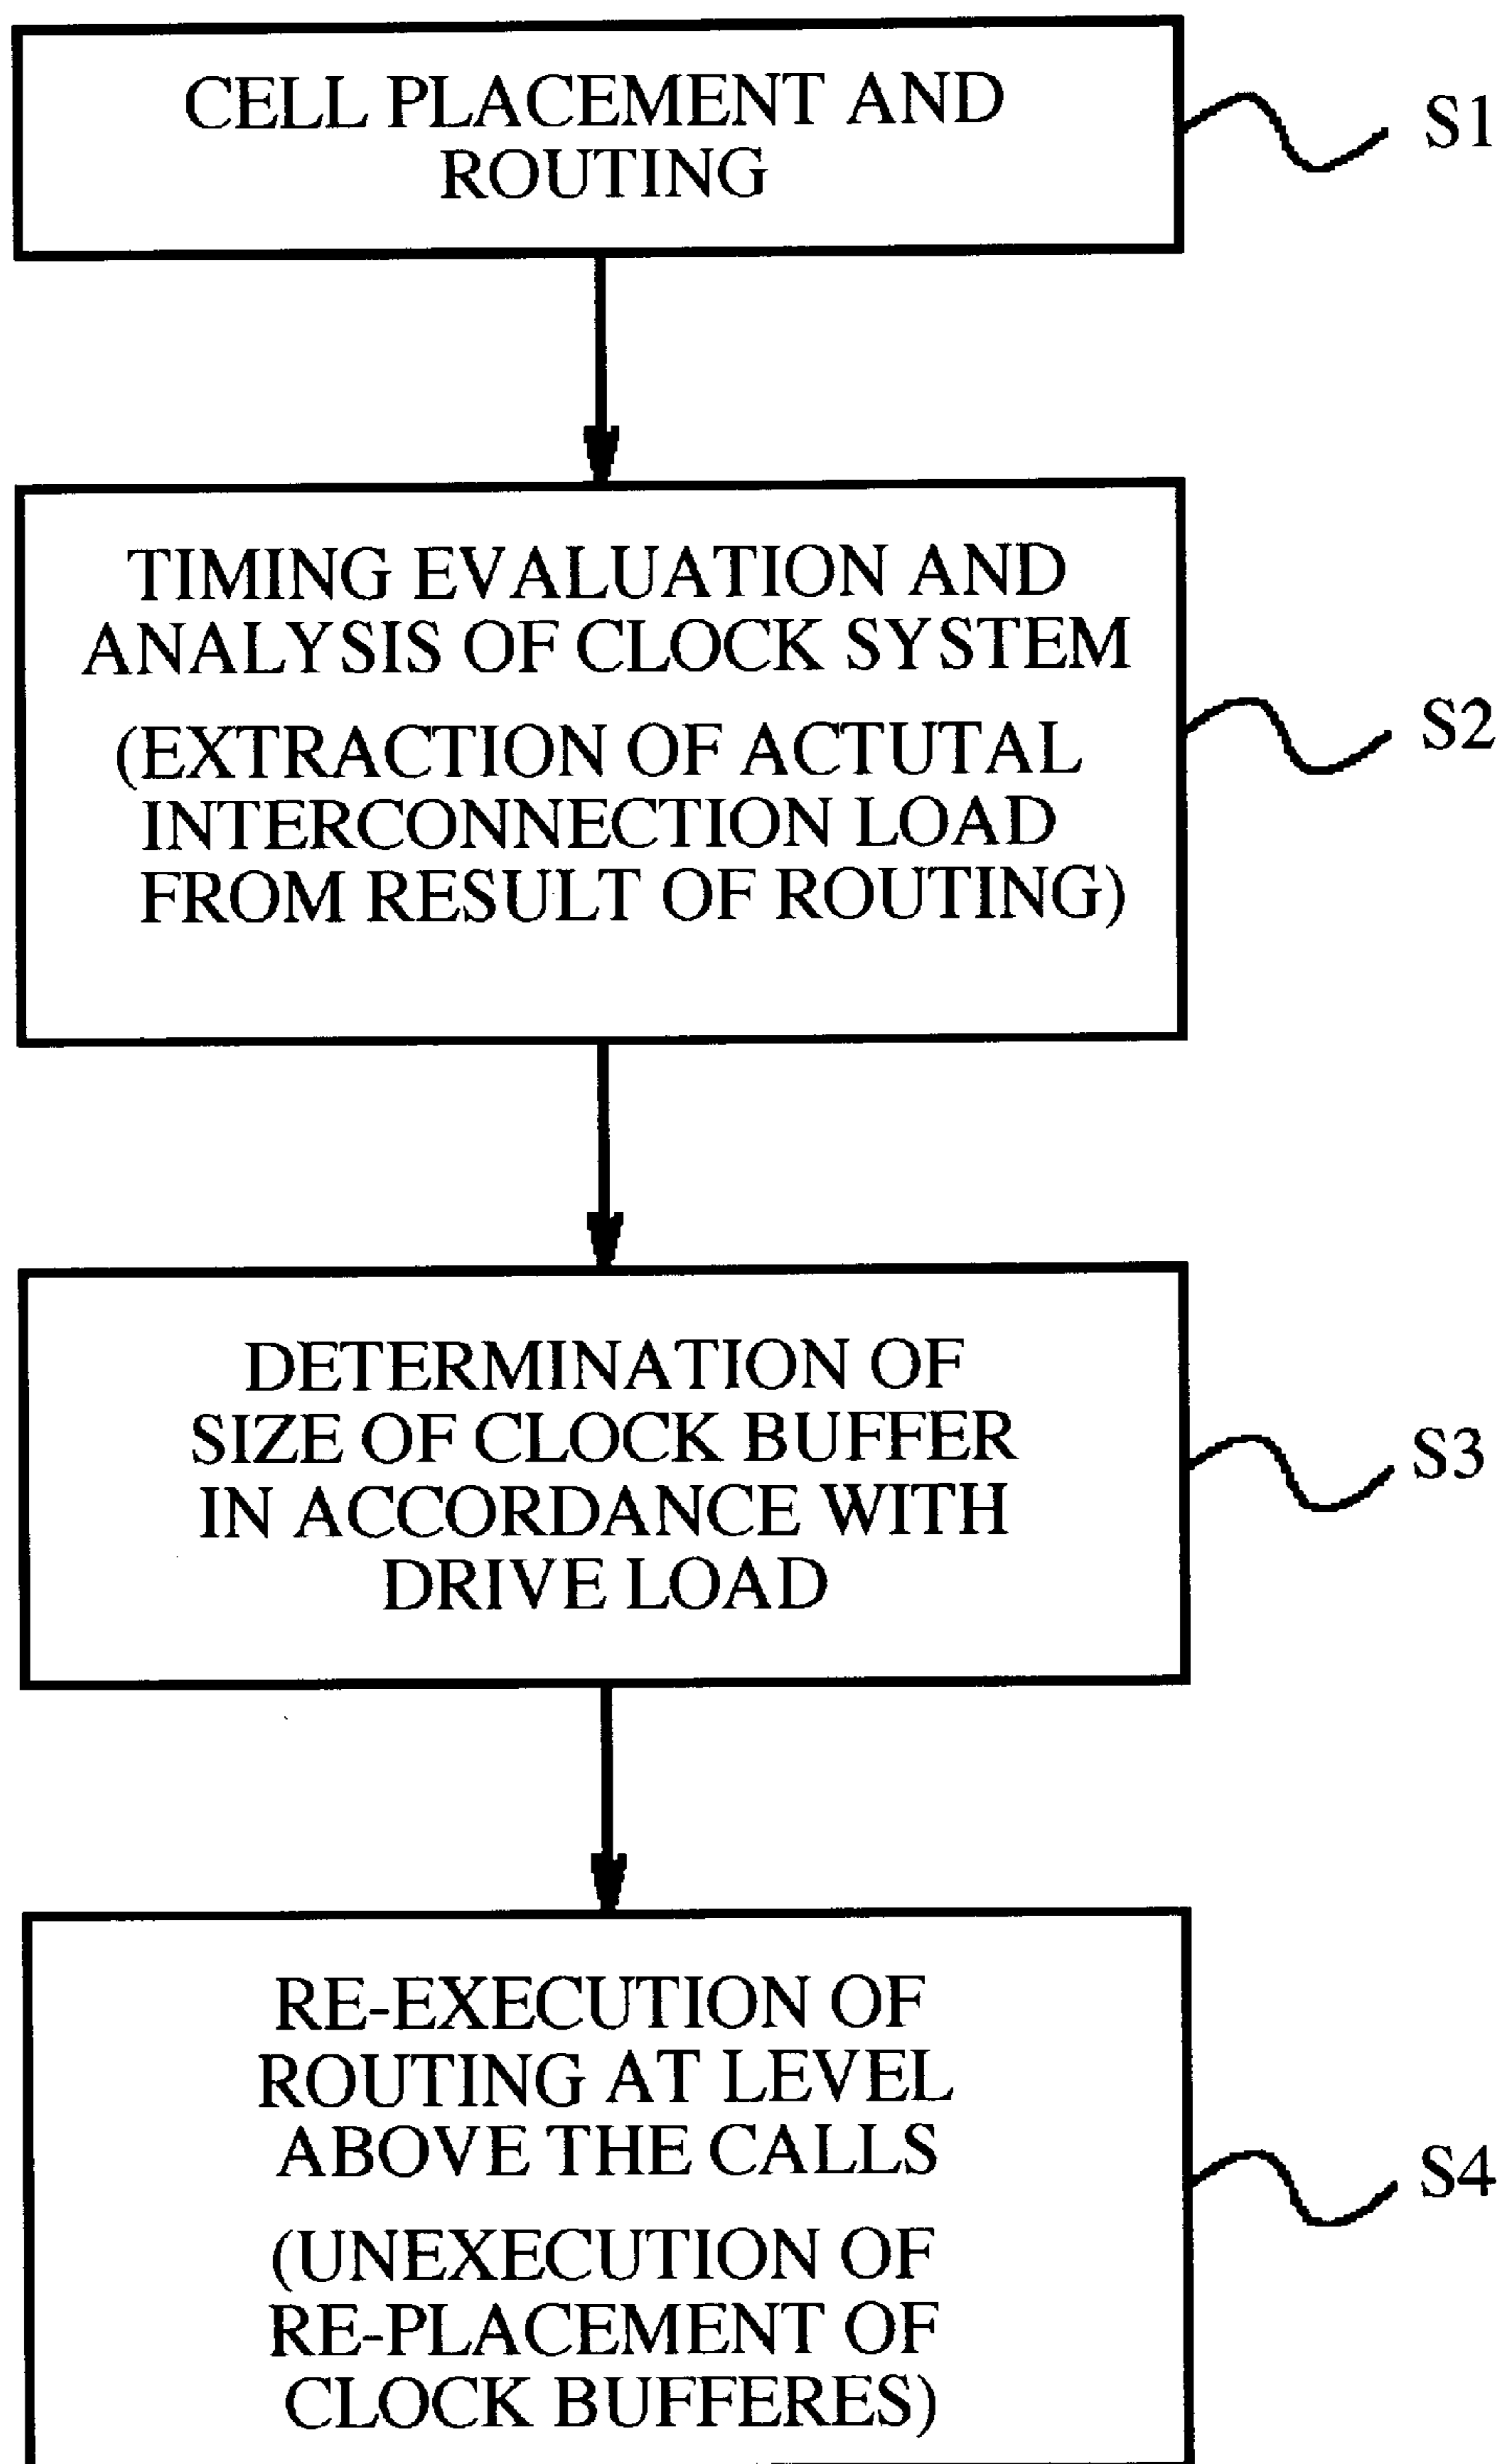 CELL PLACEMENT AND
ROUTING
S1
TIMING EVALUATION AND
ANALYSIS OF CLOCK SYSTEM
(EXTRACTION OF ACTUTAL
INTERCONNECTION LOAD
FROM RESULT OF ROUTING)
S2
DETERMINATION OF
SIZE OF CLOCK BUFFER
IN ACCORDANCE WITH
DRIVE LOAD
S3
RE-EXECUTION OF
ROUTING AT LEVEL
ABOVE THE CALLS
(UNEXECUTION OF
RE-PLACEMENT OF
CLOCK BUFFERES)
S4